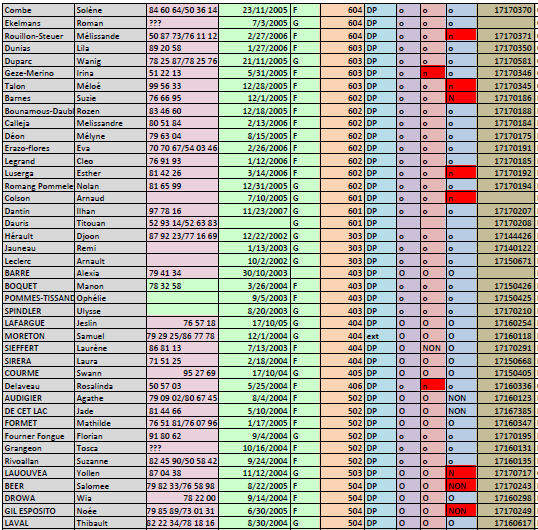 Combe Solène 84 60 64/50 36 14 23/11/2005 F 604 DP o o o 17170370
Ekelmans Roman ??? 7/3/2005 G 604 DP o o o
Rouillon-Steuer Mélissande 50 87 73/76 11 12 2/27/2006 F 604 DP o o n 17170371
Dunias Lila 89 20 58 1/27/2006 F 603 DP o o o 17170350
Duparc Wanig 78 25 87/78 25 76 21/11/2005 G 603 DP o o o 17170581
Geze-Merino Irina 51 22 13 5/31/2005 F 603 DP o n o 17170346
Talon Méloé 99 56 33 12/28/2005 F 603 DP o o n 17170345
Barnes Suzie 76 66 95 12/1/2005 F 602 DP o o N 17170186
Bounamous-Daubi Rozen 83 46 60 12/18/2005 F 602 DP o o o 17170188
Calleja Melissandre 80 51 84 2/13/2006 F 602 DP o o o 17170184
Déon Mélyne 79 63 04 8/15/2005 F 602 DP o o o 17170175
Erazo-flores Eva 70 70 67/54 03 46 2/26/2006 F 602 DP o o o 17170191
Legrand Cleo 76 91 93 1/12/2006 F 602 DP o o o 17170185
Luserga Esther 81 42 26 3/14/2006 F 602 DP o o n 17170192
Romang Pommele Nolan 81 65 99 12/31/2005 G 602 DP o o o 17170194
Colson Arnaud 7/10/2005 G 601 DP o o n
Dantin Ilhan 97 78 16 11/23/2007 G 601 DP o o o 17170207
Dauris Titouan 52 93 14/52 63 83 G 601 DP 17170208
Hérault Djoon 87 92 23/77 16 69 12/22/2002 G 303 DP o o o 17144426
Jauneau Remi 1/13/2003 G 303 DP o o o 17140122
Leclerc Arnault 10/2/2002 G 303 DP o o o 17150671
BARRE Alexia 79 41 34 30/10/2003 403 DP O O O
BOQUET Manon 78 32 58 3/26/2004 F 403 DP o o o 17150426
POMMES-TISSAND Ophélie 9/5/2003 F 403 DP o o o 17150425
SPINDLER Ulysse 8/20/2003 G 403 DP o o o 17170210
LAFARGUE Jeslin 76 57 18 17/10/05 G 404 DP O O O 17160254
MORETON Samuel 79 29 25/86 77 78 12/1/2004 G 404 ext O O O 17160118
SIEFFERT Laurène 86 81 13 7/13/2003 F 404 DP O NON O 17170291
SIRERA Laura 71 51 25 2/18/2004 F 404 DP O O O 17150668
COURME Swann 95 27 69 17/10/04 G 405 DP O O O 17150405
Delaveau Rosalinda 50 57 03 5/25/2004 F 406 DP o n o 17160336
AUDIGIER Agathe 79 09 02/80 67 45 8/4/2004 F 502 DP O O NON 17160123
DE CET LAC Jade 81 44 66 5/10/2004 F 502 DP O O NON 17167385
FORMET Mathilde 76 51 81/76 07 96 1/17/2005 F 502 DP O O O 17160347
Fourner Fongue Florian 91 80 62 9/4/2004 G 502 DP o o o 17170195
Grangeon Tosca ??? 10/16/2004 F 502 DP o o o 17160131
Rivoallan Suzanne 82 45 90/50 58 42 9/24/2004 F 502 DP o o o 17160135
LAUOUVEA Yollen 87 04 38 11/12/2004 G 503 DP O O N 17170717
BEER Salomee 79 82 33/76 58 98 8/22/2005 F 504 DP O O NON 17170243
DROWA Wia 78 22 00 9/14/2004 F 504 DP O O O 17160298
GIL ESPOSITO Noée 79 85 89/73 01 31 6/30/2005 F 504 DP O O NON 17170249
LAVAL Thibault 82 22 34/78 18 16 8/30/2004 G 504 DP O O O 17160617